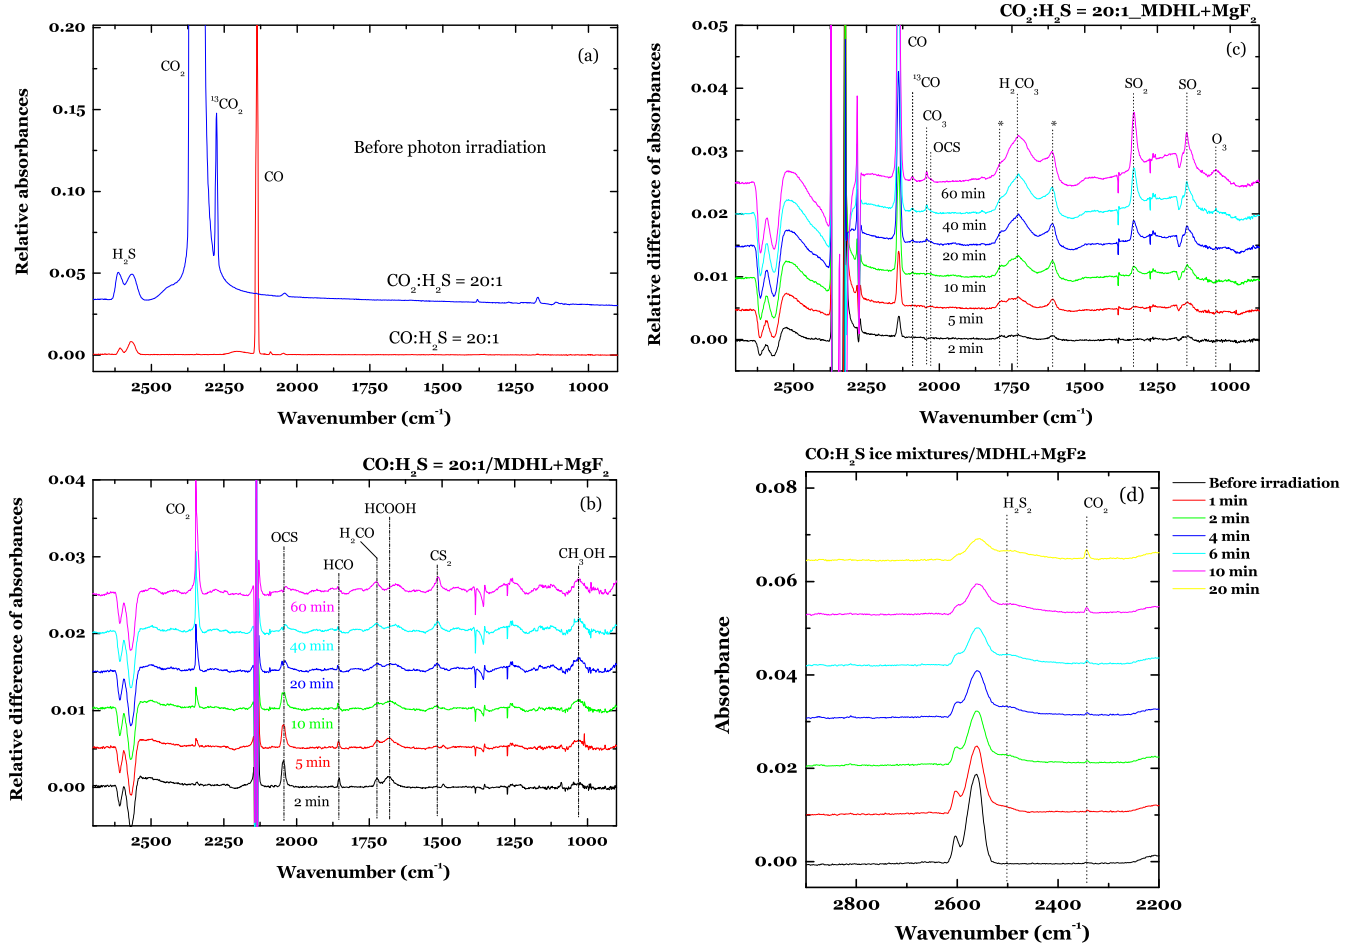 (a)
0.20
0.15
0.10
0.05
0.00
Relative absorbances
CO2
13CO2
H2S
CO
Before photon irradiation
CO2:H2S = 20:1
CO:H2S = 20:1
2500 2250 2000 1750 1500 1250 1000
Wavenumber (cm-1)
CO2:H2S = 20:1_MDHL+MgF2
(c)
0.05
0.04
0.03
0.02
0.01
0.00
Relative difference of absorbances
CO
13CO
CO3
OCS
H2CO3
*
*
SO2
SO2
O3
60 min
40 min
20 min
10 min
5 min
2 min
2500 2250 2000 1750 1500 1250 1000
Wavenumber (cm-1)
CO:H2S = 20:1/MDHL+MgF2
(b)
0.04
0.03
0.02
0.01
0.00
Relative difference of absorbances
CO2
OCS
HCO
H2CO
HCOOH
CS2
CH3OH
60 min
40 min
20 min
10 min
5 min
2 min
2500 2250 2000 1750 1500 1250 1000
Wavenumber (cm-1)
CO:H2S ice mixtures/MDHL+MgF2
(d)
0.08
0.06
0.04
0.02
0.00
Absorbance
H2S2
CO2
2800 2600 2400 2200
Wavenumber (cm-1)
Before irradiation
1 min
2 min
4 min
6 min
10 min
20 min